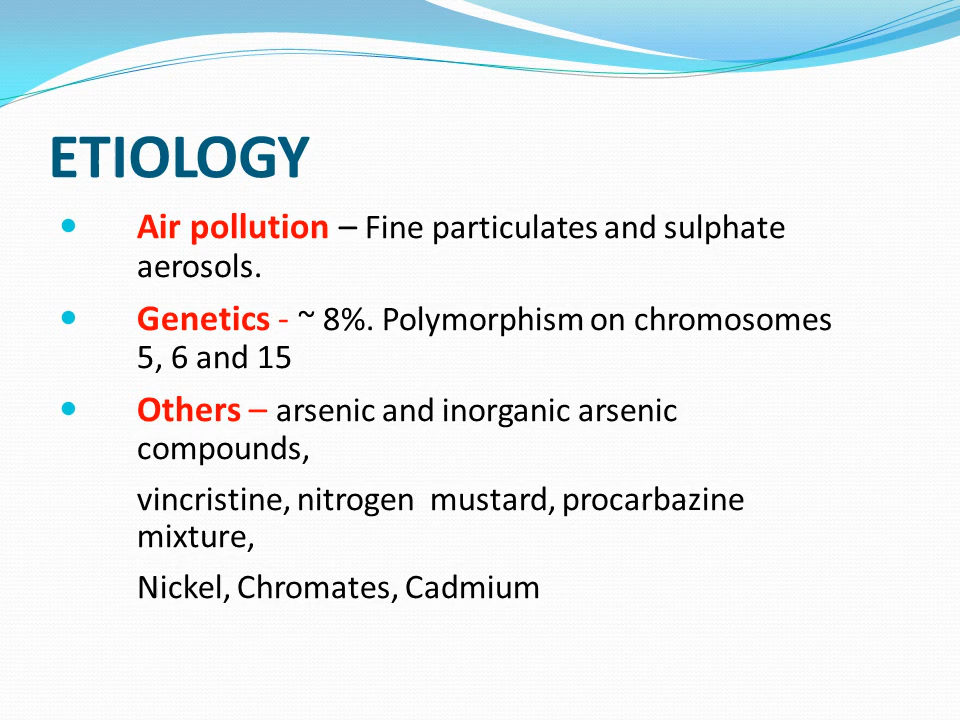 ETIOLOGY
Air pollution – Fine particulates and sulphate
aerosols.
Genetics - ~ 8%. Polymorphism on chromosomes
5, 6 and 15
Others – arsenic and inorganic arsenic
compounds,
vincristine, nitrogen  mustard, procarbazine
mixture,
Nickel, Chromates, Cadmium